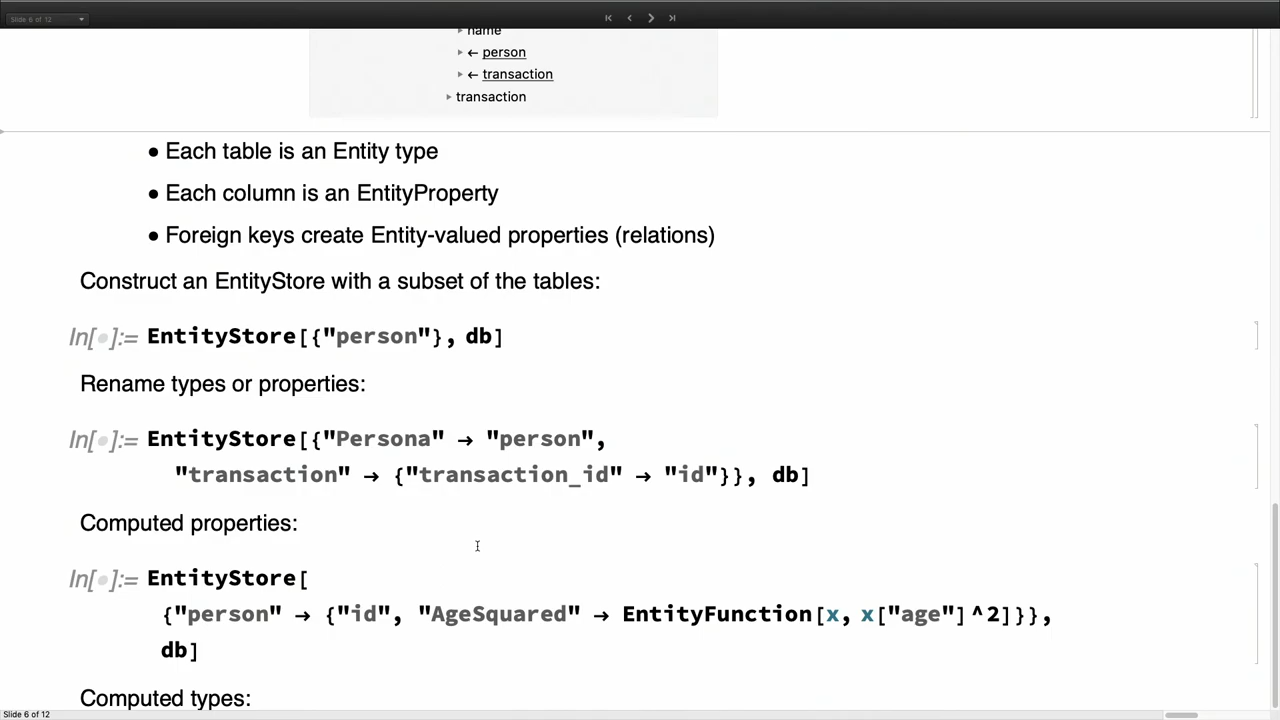 Slide 6 of 12
name
← person
← transaction
transaction
• Each table is an Entity type
• Each column is an EntityProperty
• Foreign keys create Entity-valued properties (relations)
Construct an EntityStore with a subset of the tables:
In[•]:= EntityStore[{"person"}, db]
Rename types or properties:
In[•]:= EntityStore[{"Persona" → "person",
"transaction" → {"transaction_id" → "id"}}, db]
Computed properties:
In[•]:= EntityStore[
{"person" → {"id", "AgeSquared" → EntityFunction[x, x["age"]^2]}},
db]
Computed types:
Slide 6 of 12